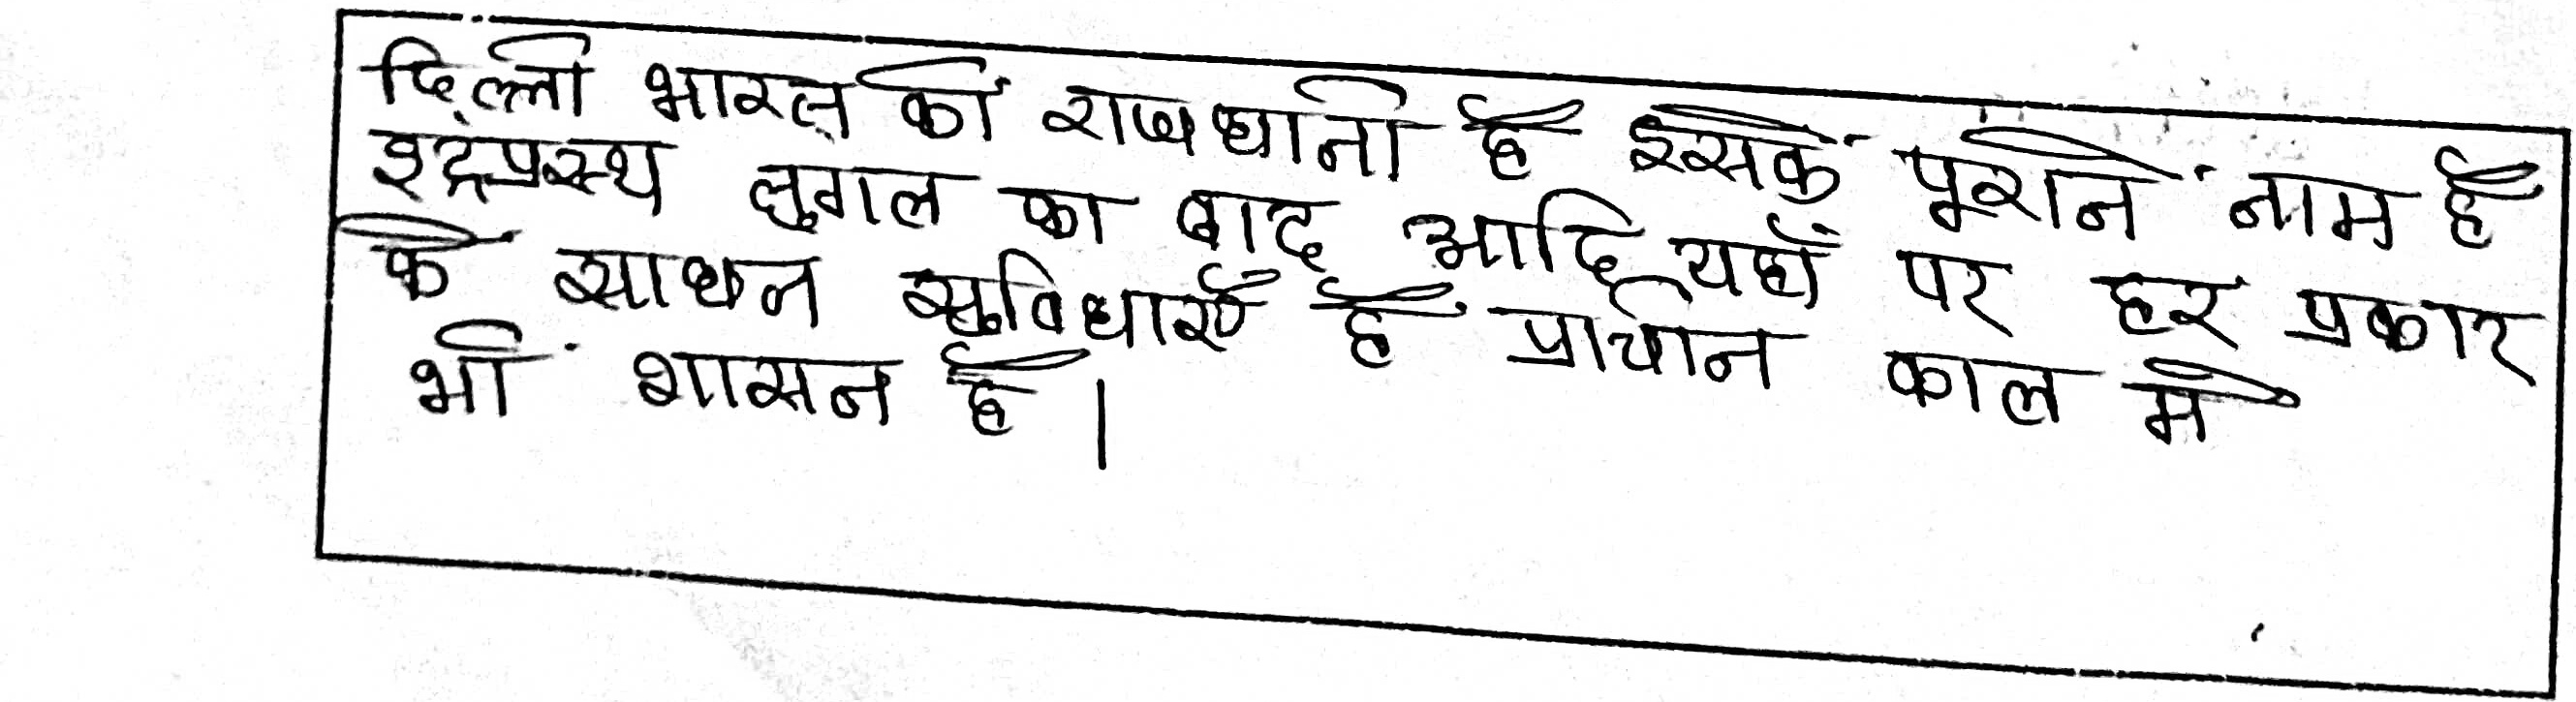 दिल्ली भारत की राजधानी है इसके पुराने नाम है
इंद्रप्रस्थ लुगल का बाद आदि यहाँ पर हर प्रकार
के साधन सुविधाएँ है प्राचीन काल मे
भी शासन है।